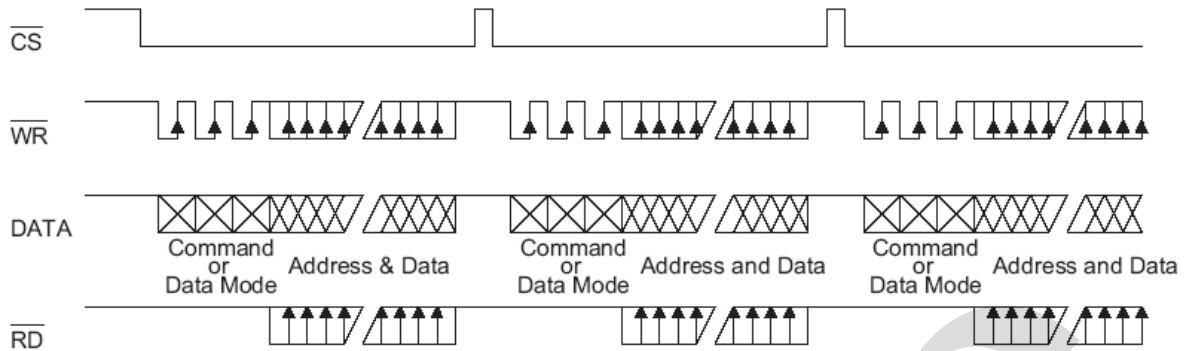 CS
WR
DATA
Command
or
Data Mode
Address & Data
Command
or
Data Mode
Address and Data
Command
or
Data Mode
Address and Data
RD